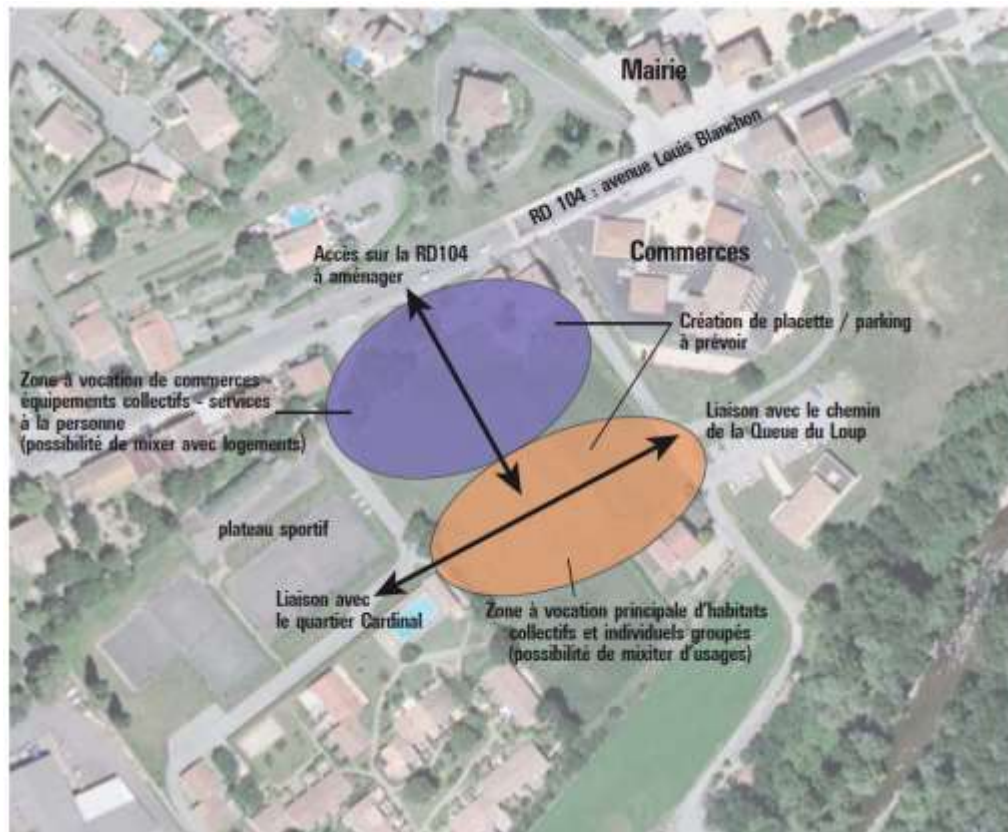 Mairie
RD 104 : avenue Louis Blanchon
Accès sur la RD104
à aménager
Commerces
Création de placette / parking
à prévoir
Zone à vocation de commerces -
équipements collectifs - services
à la personne
(possibilité de mixer avec logements)
Liaison avec le chemin
de la Queue du Loup
plateau sportif
Liaison avec
le quartier Cardinal
Zone à vocation principale d'habitats
collectifs et individuels groupés
(possibilité de mixiter d'usages)